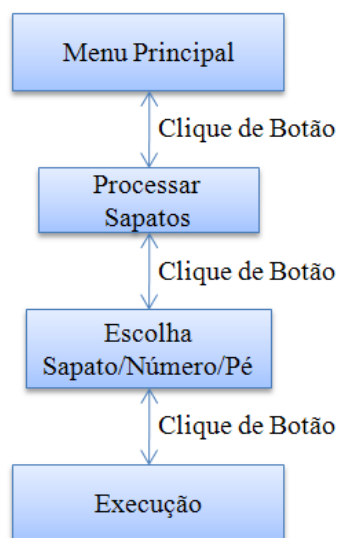 Menu Principal
Clique de Botão
Processar
Sapatos
Clique de Botão
Escolha
Sapato/Número/Pé
Clique de Botão
Execução